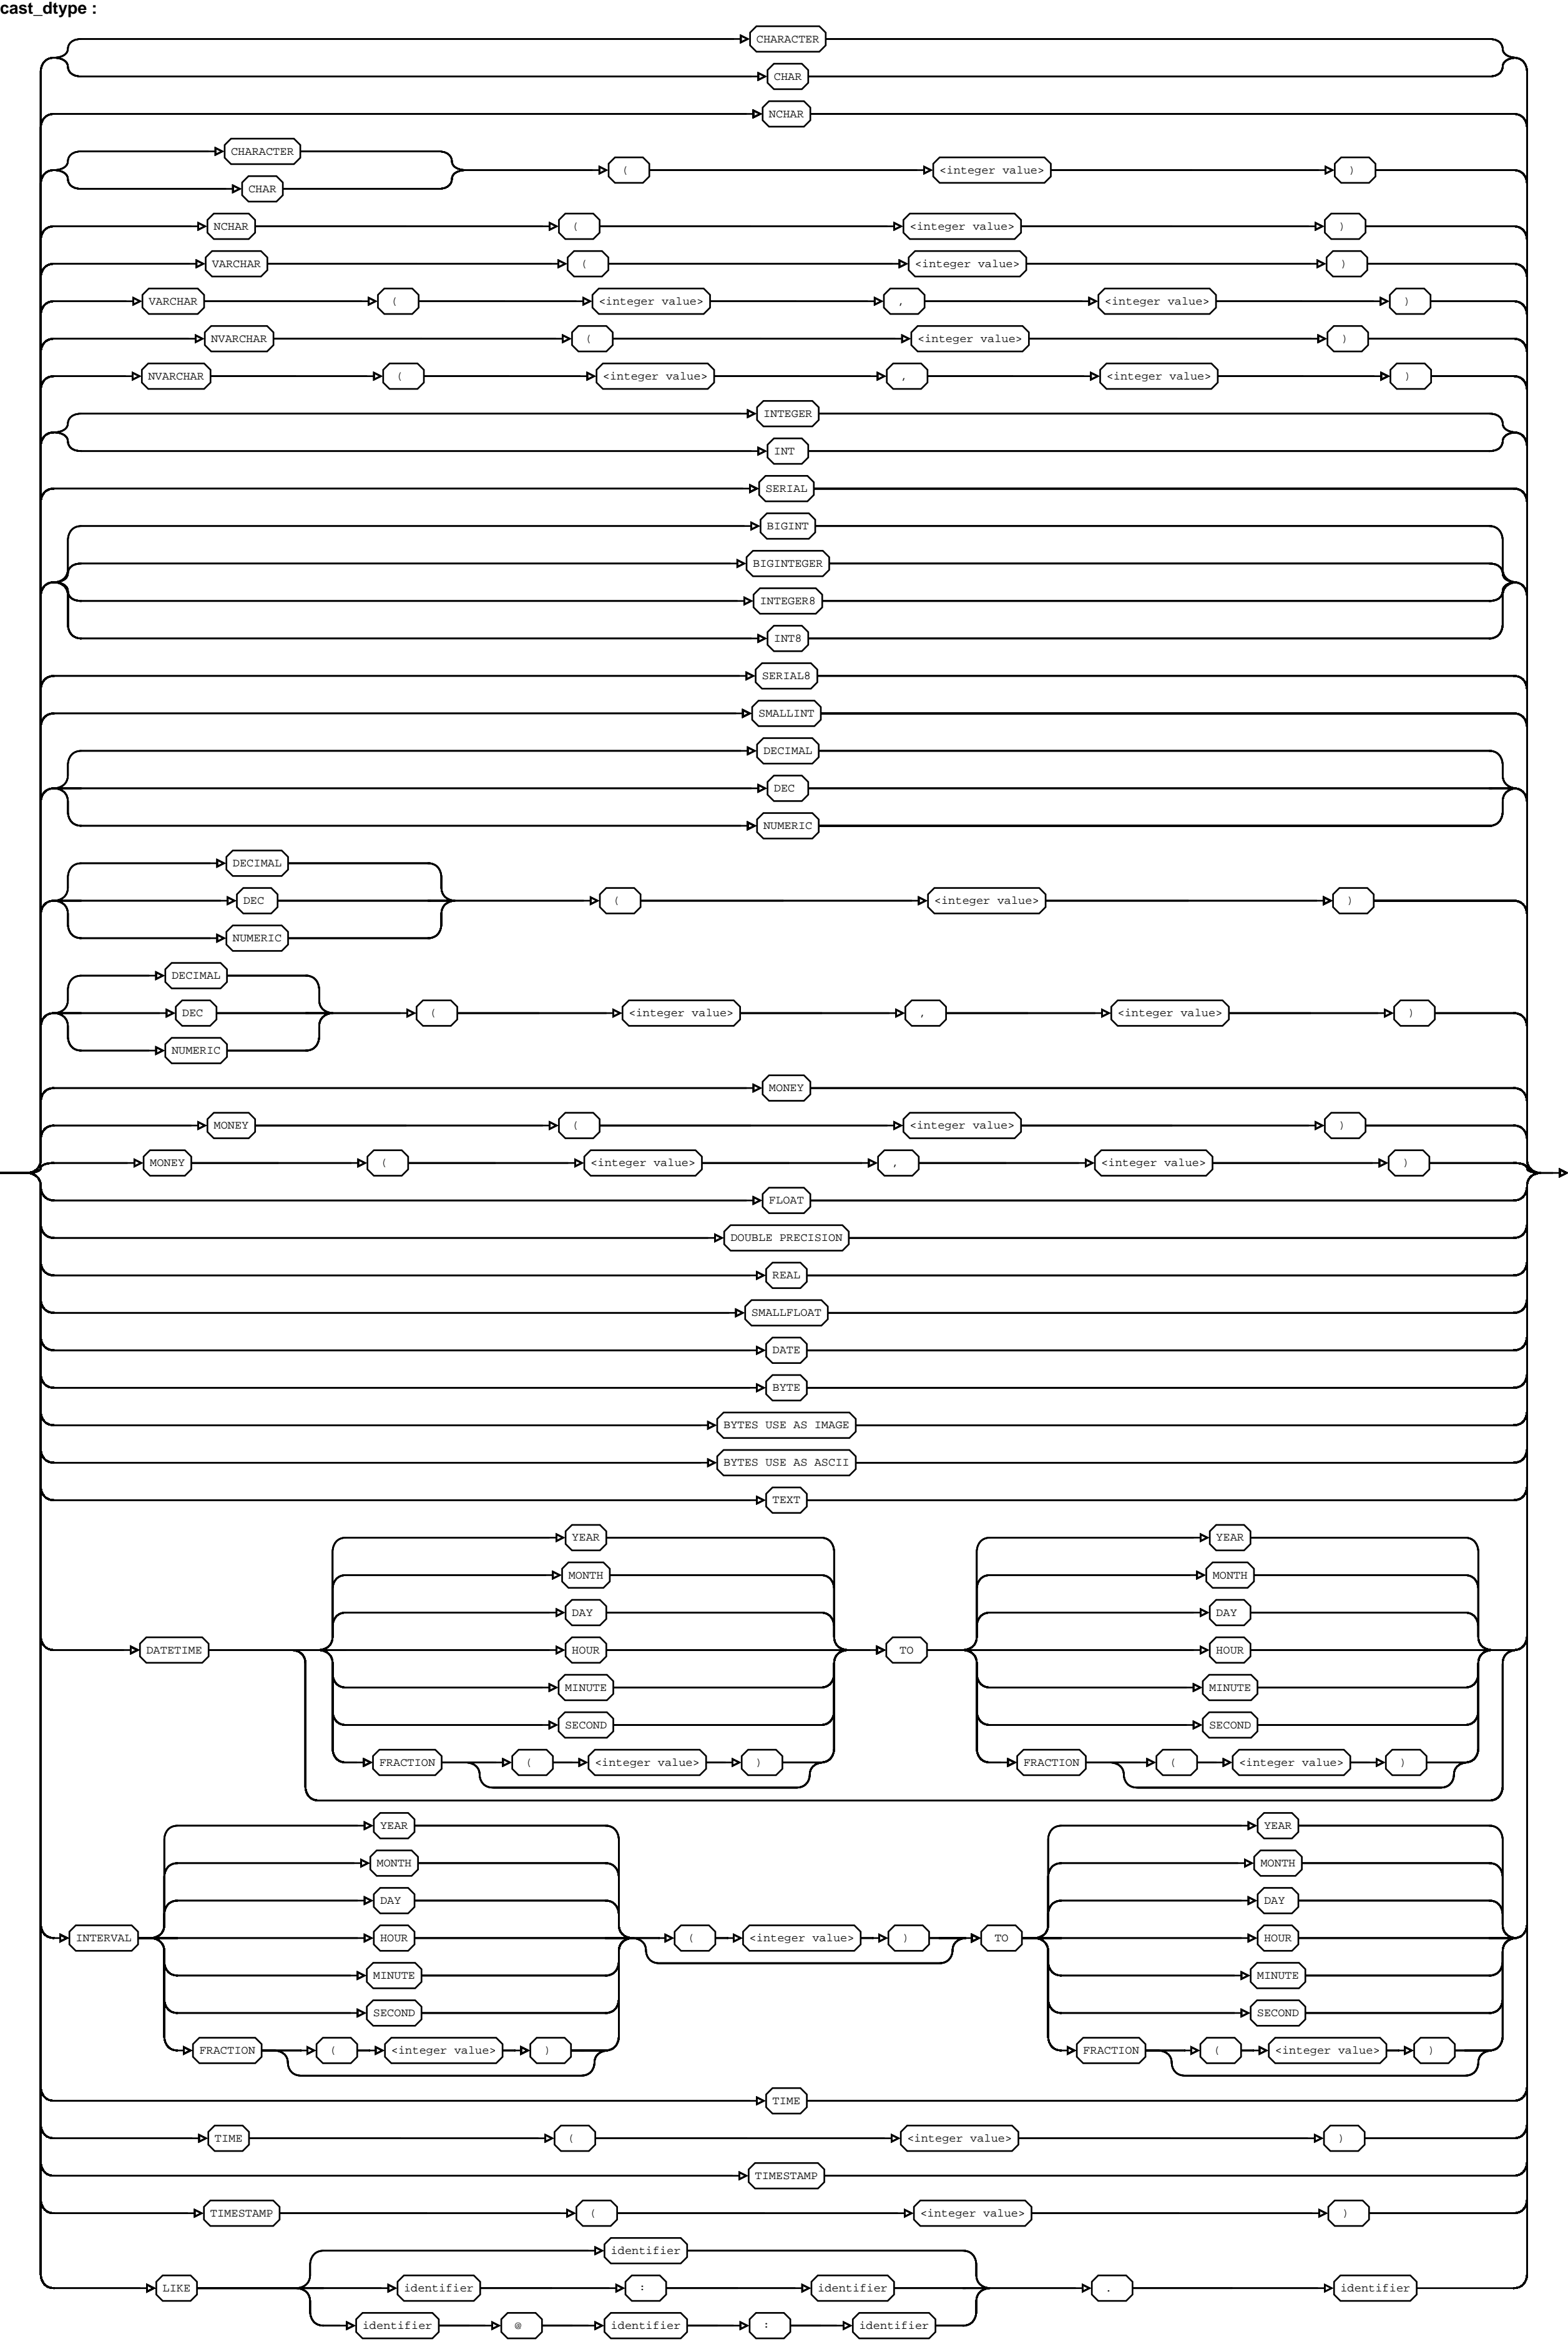 cast_dtype :
CHARACTER
CHAR
NCHAR
CHARACTER
( <integer value> )
CHAR
NCHAR ( <integer value> )
VARCHAR ( <integer value> )
VARCHAR ( <integer value> , <integer value> )
NVARCHAR ( <integer value> )
NVARCHAR ( <integer value> , <integer value> )
INTEGER
INT
SERIAL
BIGINT
BIGINTEGER
INTEGER8
INT8
SERIAL8
SMALLINT
DECIMAL
DEC
NUMERIC
DECIMAL
DEC ( <integer value> )
NUMERIC
DECIMAL
DEC ( <integer value> , <integer value> )
NUMERIC
MONEY
MONEY ( <integer value> )
MONEY ( <integer value> , <integer value> )
FLOAT
DOUBLE PRECISION
REAL
SMALLFLOAT
DATE
BYTE
BYTES USE AS IMAGE
BYTES USE AS ASCII
TEXT
YEAR YEAR
MONTH MONTH
DAY DAY
DATETIME HOUR TO HOUR
MINUTE MINUTE
SECOND SECOND
FRACTION ( <integer value> ) FRACTION ( <integer value> )
YEAR YEAR
MONTH MONTH
DAY DAY
INTERVAL HOUR ( <integer value> ) TO HOUR
MINUTE MINUTE
SECOND SECOND
FRACTION ( <integer value> ) FRACTION ( <integer value> )
TIME
TIME ( <integer value> )
TIMESTAMP
TIMESTAMP ( <integer value> )
identifier
LIKE identifier : identifier . identifier
identifier @ identifier : identifier